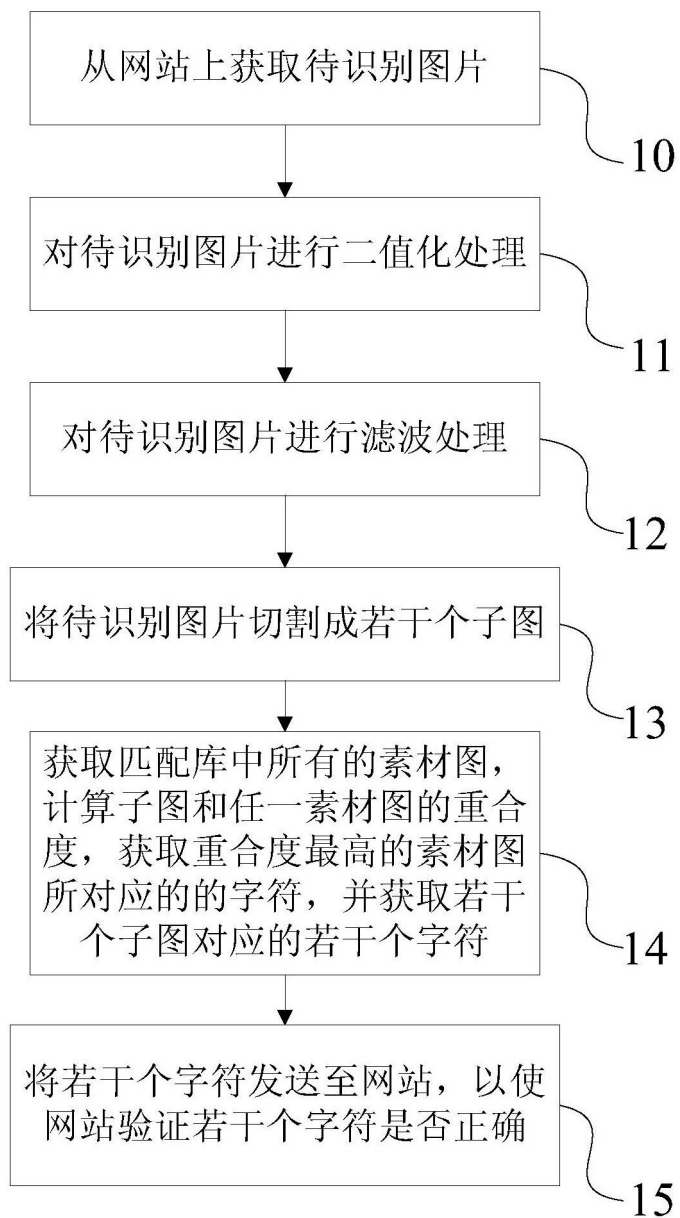 从网站上获取待识别图片
10
对待识别图片进行二值化处理
11
对待识别图片进行滤波处理
12
将待识别图片切割成若干个子图
13
获取匹配库中所有的素材图，
计算子图和任一素材图的重合
度，获取重合度最高的素材图
所对应的的字符，并获取若干
个子图对应的若干个字符
14
将若干个字符发送至网站，以使
网站验证若干个字符是否正确
15